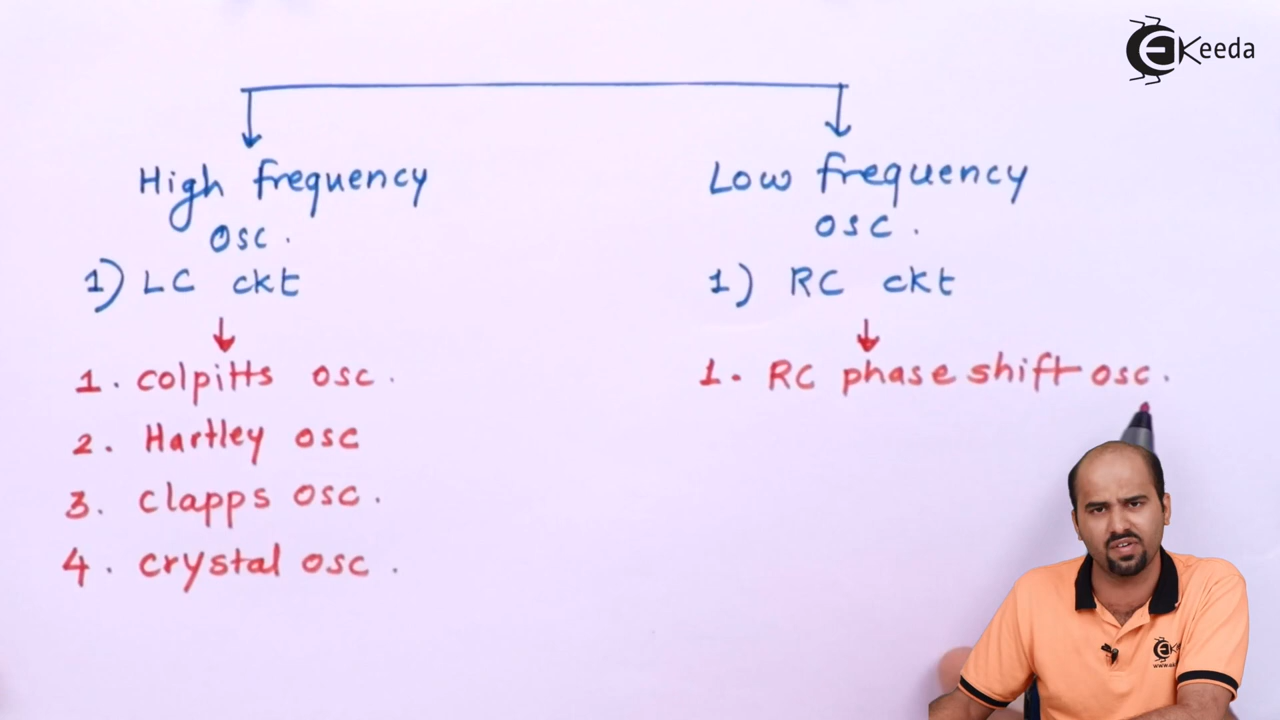 EKeeda
High frequency
osc.
1) LC ckt
1. colpitts osc.
2. Hartley osc
3. clapps osc.
4. crystal osc.
Low frequency
osc.
1) RC ckt
1. RC phase shift osc.